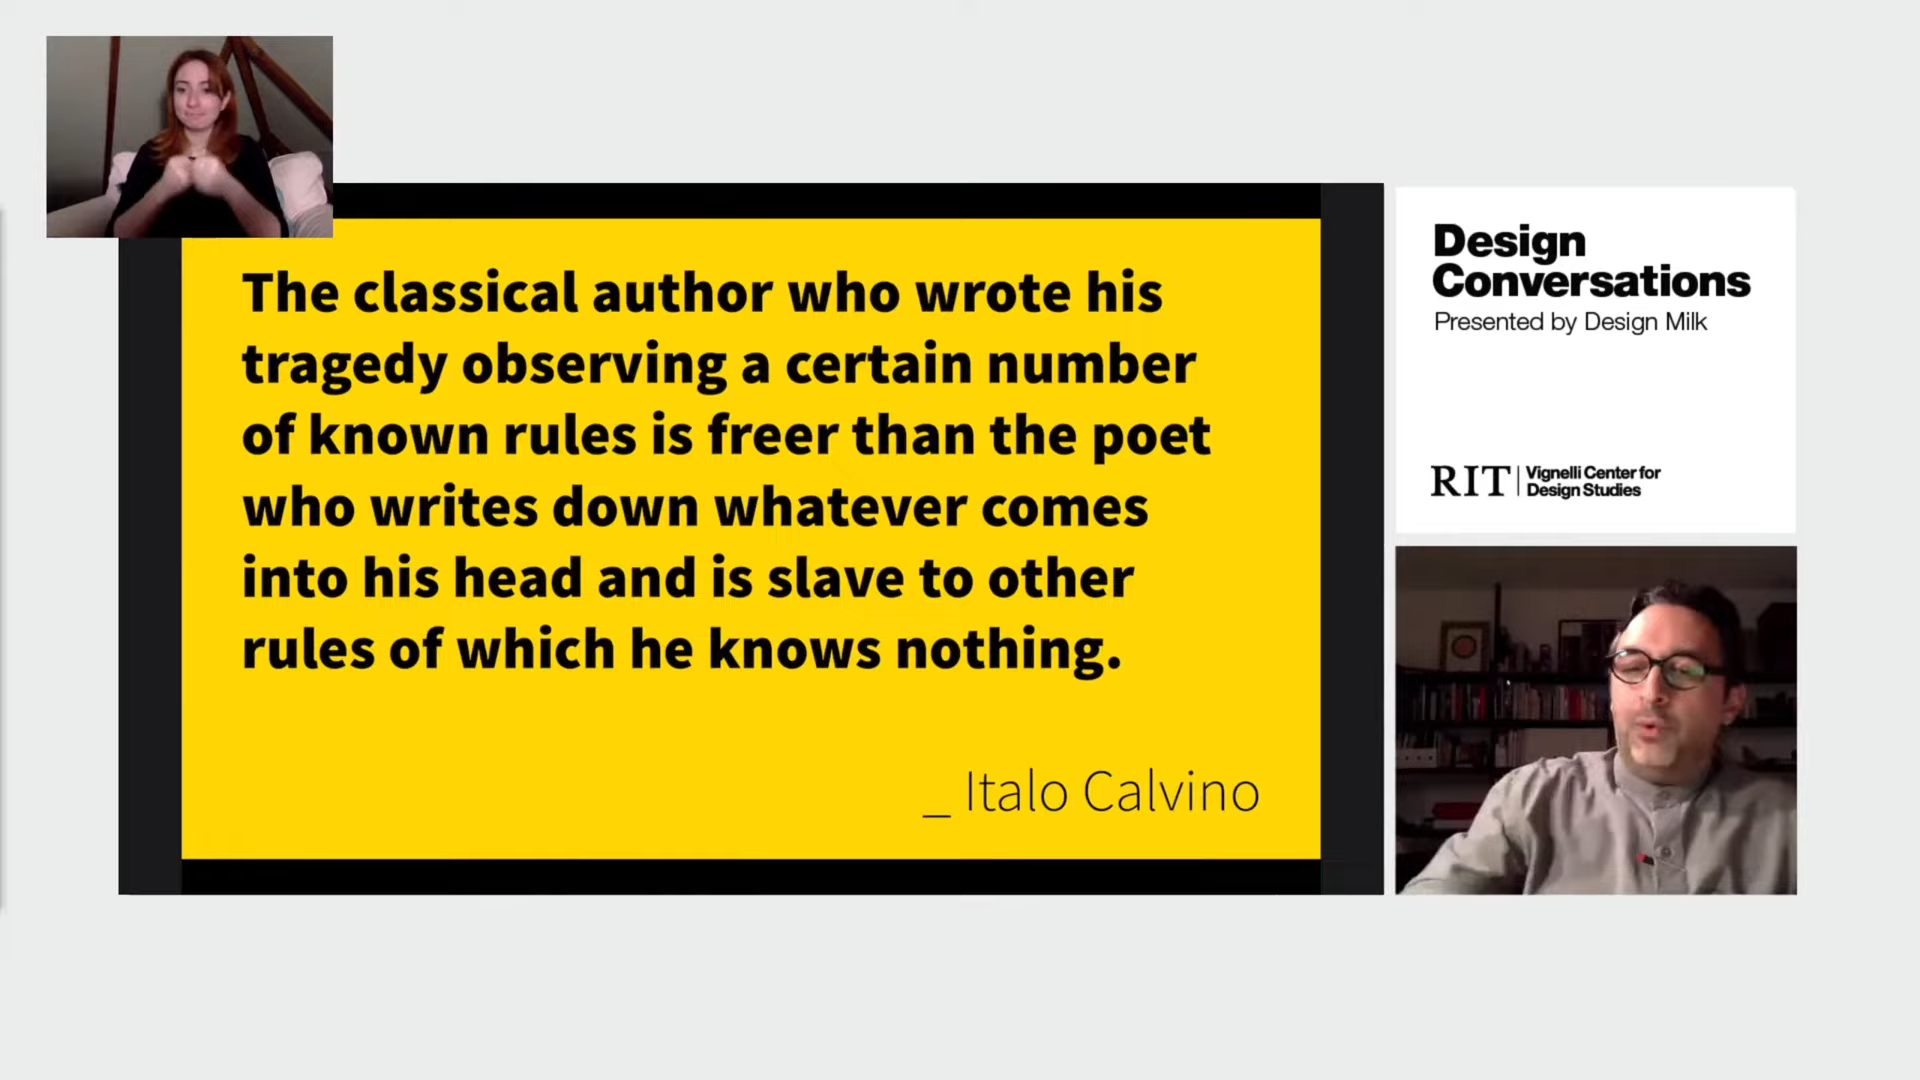 The classical author who wrote his
tragedy observing a certain number
of known rules is freer than the poet
who writes down whatever comes
into his head and is slave to other
rules of which he knows nothing.
_ Italo Calvino
Design
Conversations
Presented by Design Milk
RIT | Vignelli Center for
Design Studies